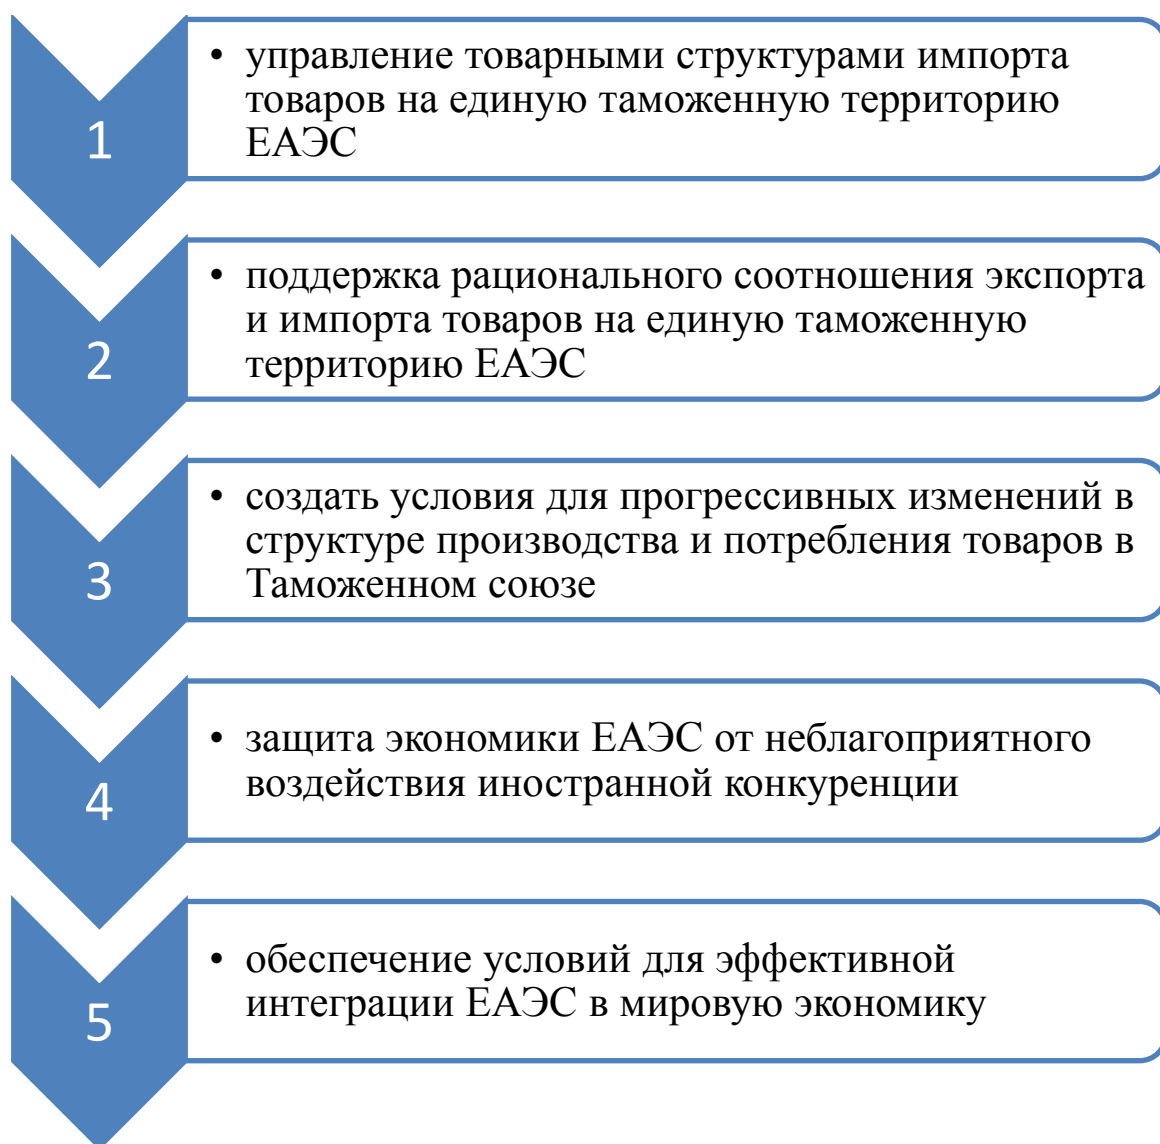 1
• управление товарными структурами импорта
товаров на единую таможенную территорию
ЕАЭС
2
• поддержка рационального соотношения экспорта
и импорта товаров на единую таможенную
территорию ЕАЭС
3
• создать условия для прогрессивных изменений в
структуре производства и потребления товаров в
Таможенном союзе
4
• защита экономики ЕАЭС от неблагоприятного
воздействия иностранной конкуренции
5
• обеспечение условий для эффективной
интеграции ЕАЭС в мировую экономику